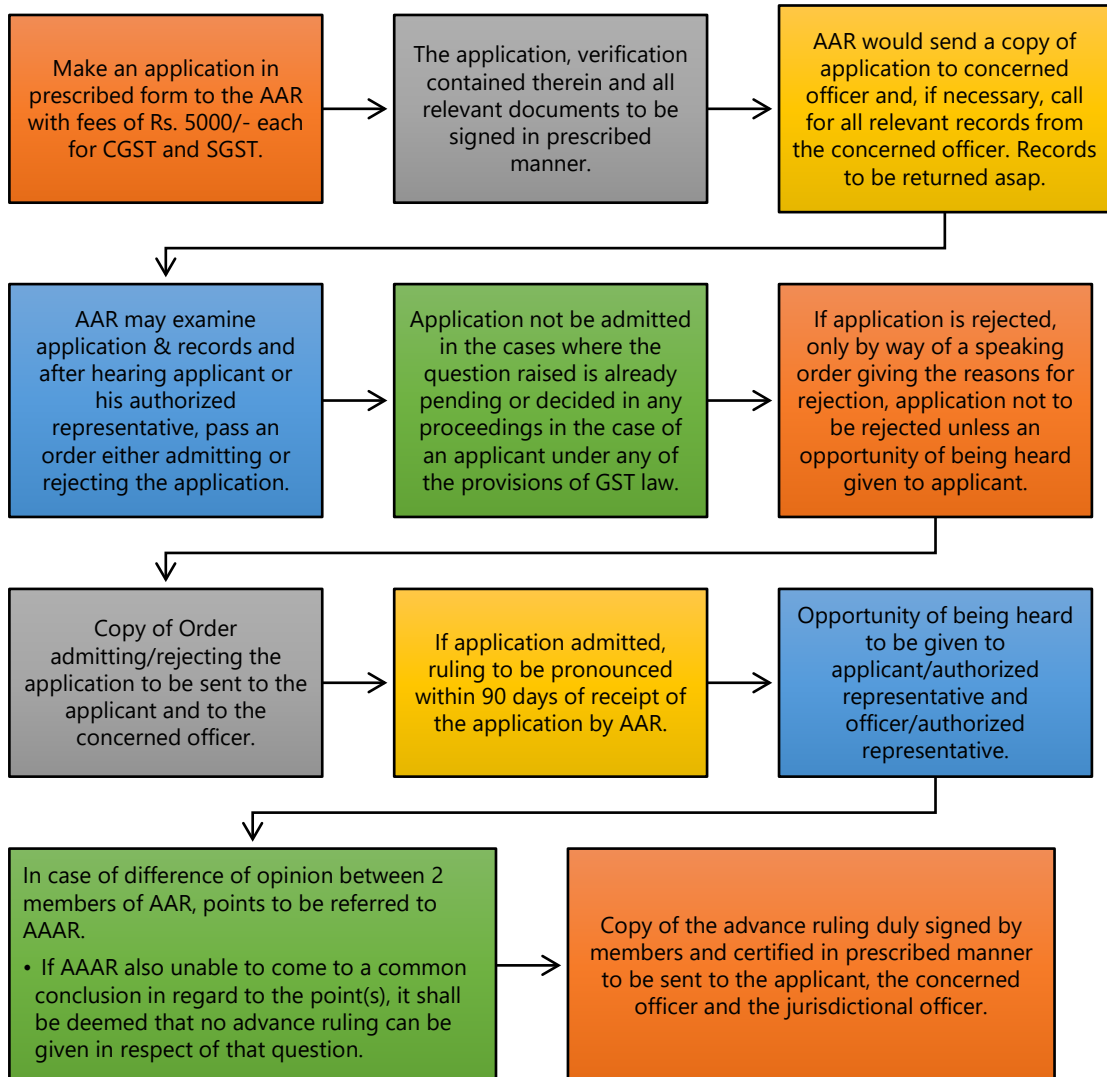 Make an application in
prescribed form to the AAR
with fees of Rs. 5000/- each
for CGST and SGST.
The application, verification
contained therein and all
relevant documents to be
signed in prescribed
manner.
AAR would send a copy of
application to concerned
officer and, if necessary, call
for all relevant records from
the concerned officer. Records
to be returned asap.
AAR may examine
application & records and
after hearing applicant or
his authorized
representative, pass an
order either admitting or
rejecting the application.
Application not be admitted
in the cases where the
question raised is already
pending or decided in any
proceedings in the case of
an applicant under any of
the provisions of GST law.
If application is rejected,
only by way of a speaking
order giving the reasons for
rejection, application not to
be rejected unless an
opportunity of being heard
given to applicant.
Copy of Order
admitting/rejecting the
application to be sent to the
applicant and to the
concerned officer.
If application admitted,
ruling to be pronounced
within 90 days of receipt of
the application by AAR.
Opportunity of being heard
to be given to
applicant/authorized
representative and
officer/authorized
representative.
In case of difference of opinion between 2
members of AAR, points to be referred to
AAAR.
• If AAAR also unable to come to a common
conclusion in regard to the point(s), it shall
be deemed that no advance ruling can be
given in respect of that question.
Copy of the advance ruling duly signed by
members and certified in prescribed manner
to be sent to the applicant, the concerned
officer and the jurisdictional officer.